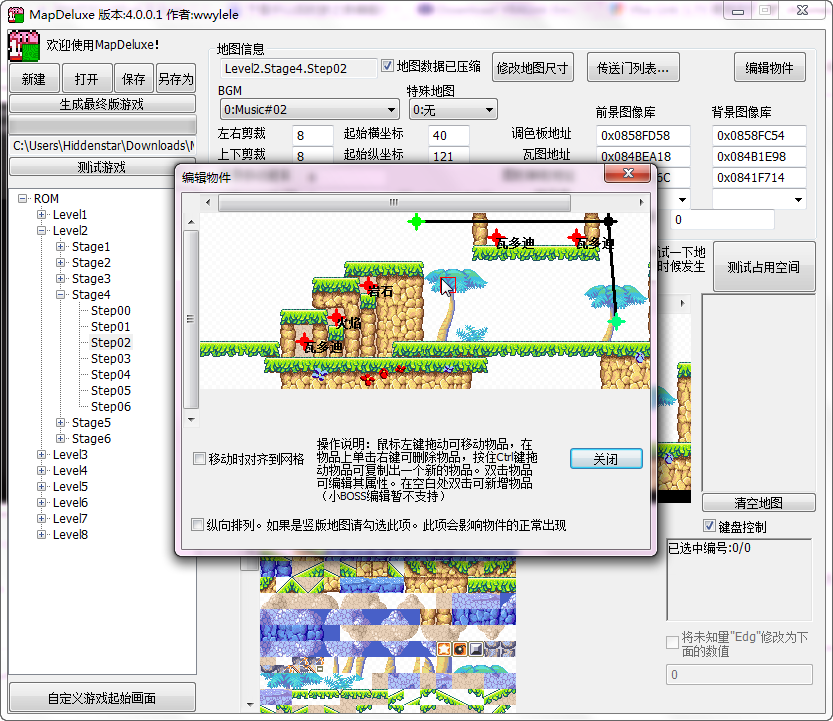 MapDeluxe 版本:4.0.0.1 作者:wwylele
欢迎使用MapDeluxe!
新建
打开
保存
另存为
生成最终版游戏
C:\Users\Hiddenstar\Downloads\M
测试游戏
ROM
Level1
Level2
Stage1
Stage2
Stage3
Stage4
Step00
Step01
Step02
Step03
Step04
Step05
Step06
Stage5
Stage6
Level3
Level4
Level5
Level6
Level7
Level8
自定义游戏起始画面
地图信息
Level2.Stage4.Step02
地图数据已压缩
修改地图尺寸
传送门列表...
编辑物件
BGM
特殊地图
0:Music#02
0:无
前景图像库
背景图像库
左右剪裁
8
起始横坐标
40
调色板地址
0x0858FD58
0x0858FC54
上下剪裁
8
起始纵坐标
121
瓦图地址
0x084BEA18
0x084B1E98
6C
0x0841F714
0
试一下地
时候发生
测试占用空间
编辑物件
瓦多迪
瓦多迪
岩石
火焰
瓦多迪
移动时对齐到网格
操作说明：鼠标左键拖动可移动物品，在
物品上单击右键可删除物品，按住Ctrl键拖
动物品可复制出一个新的物品。双击物品
可编辑其属性。在空白处双击可新增物品
（小BOSS编辑暂不支持）
关闭
纵向排列。如果是竖版地图请勾选此项。此项会影响物件的正常出现
清空地图
键盘控制
已选中编号:0/0
将未知量"Edg"修改为下
面的数值
0